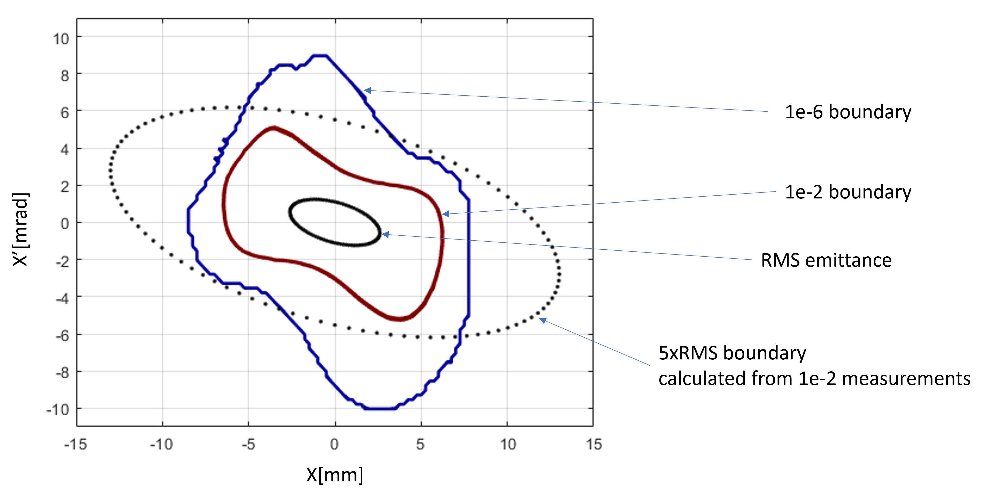 10
8
6
4
2
0
-2
-4
-6
-8
-10
-15
-10
-5
0
5
10
15
X'[mrad]
X[mm]
1e-6 boundary
1e-2 boundary
RMS emittance
5xRMS boundary
calculated from 1e-2 measurements